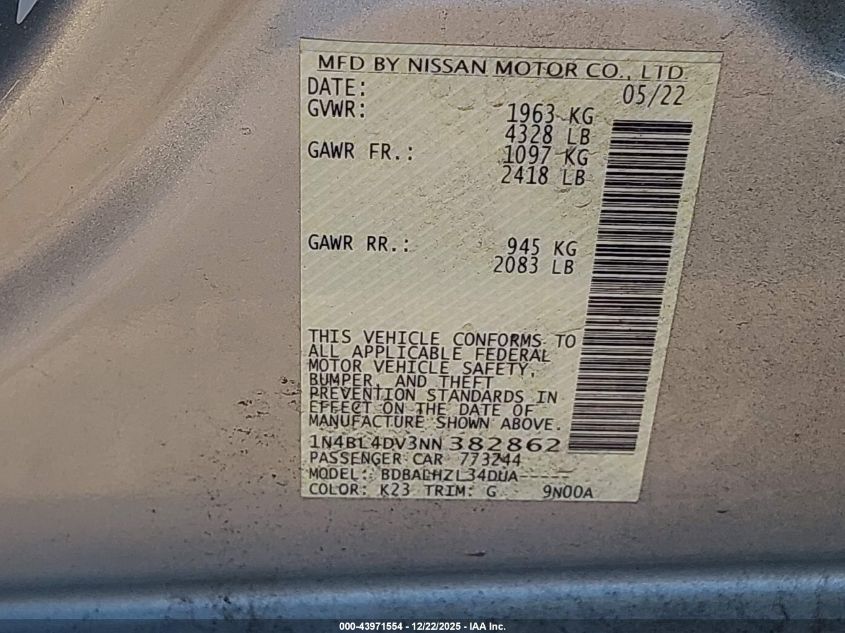 MFD BY NISSAN MOTOR CO., LTD.
DATE: 05/22
GVWR: 1963 KG
4328 LB
GAWR FR.: 1097 KG
2418 LB
GAWR RR.: 945 KG
2083 LB
THIS VEHICLE CONFORMS TO
ALL APPLICABLE FEDERAL
MOTOR VEHICLE SAFETY,
BUMPER, AND THEFT
PREVENTION STANDARDS IN
EFFECT ON THE DATE OF
MANUFACTURE SHOWN ABOVE.
1N4BL4DV3NN382862
PASSENGER CAR 773244
MODEL: BDBALHZL34DUA-----
COLOR: K23 TRIM: G 9N00A
000-43971554 • 12/22/2025 - IAA Inc.